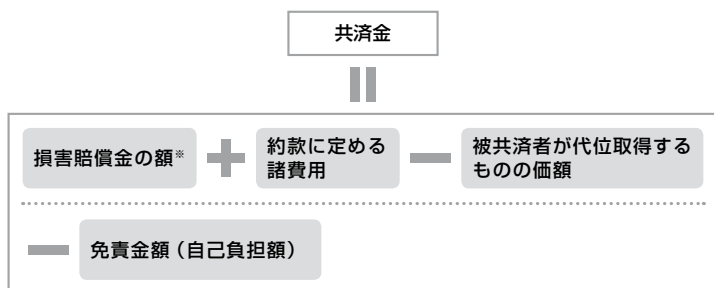 共済金
損害賠償金の額※
約款に定める
諸費用
被共済者が代位取得する
ものの価額
免責金額（自己負担額）